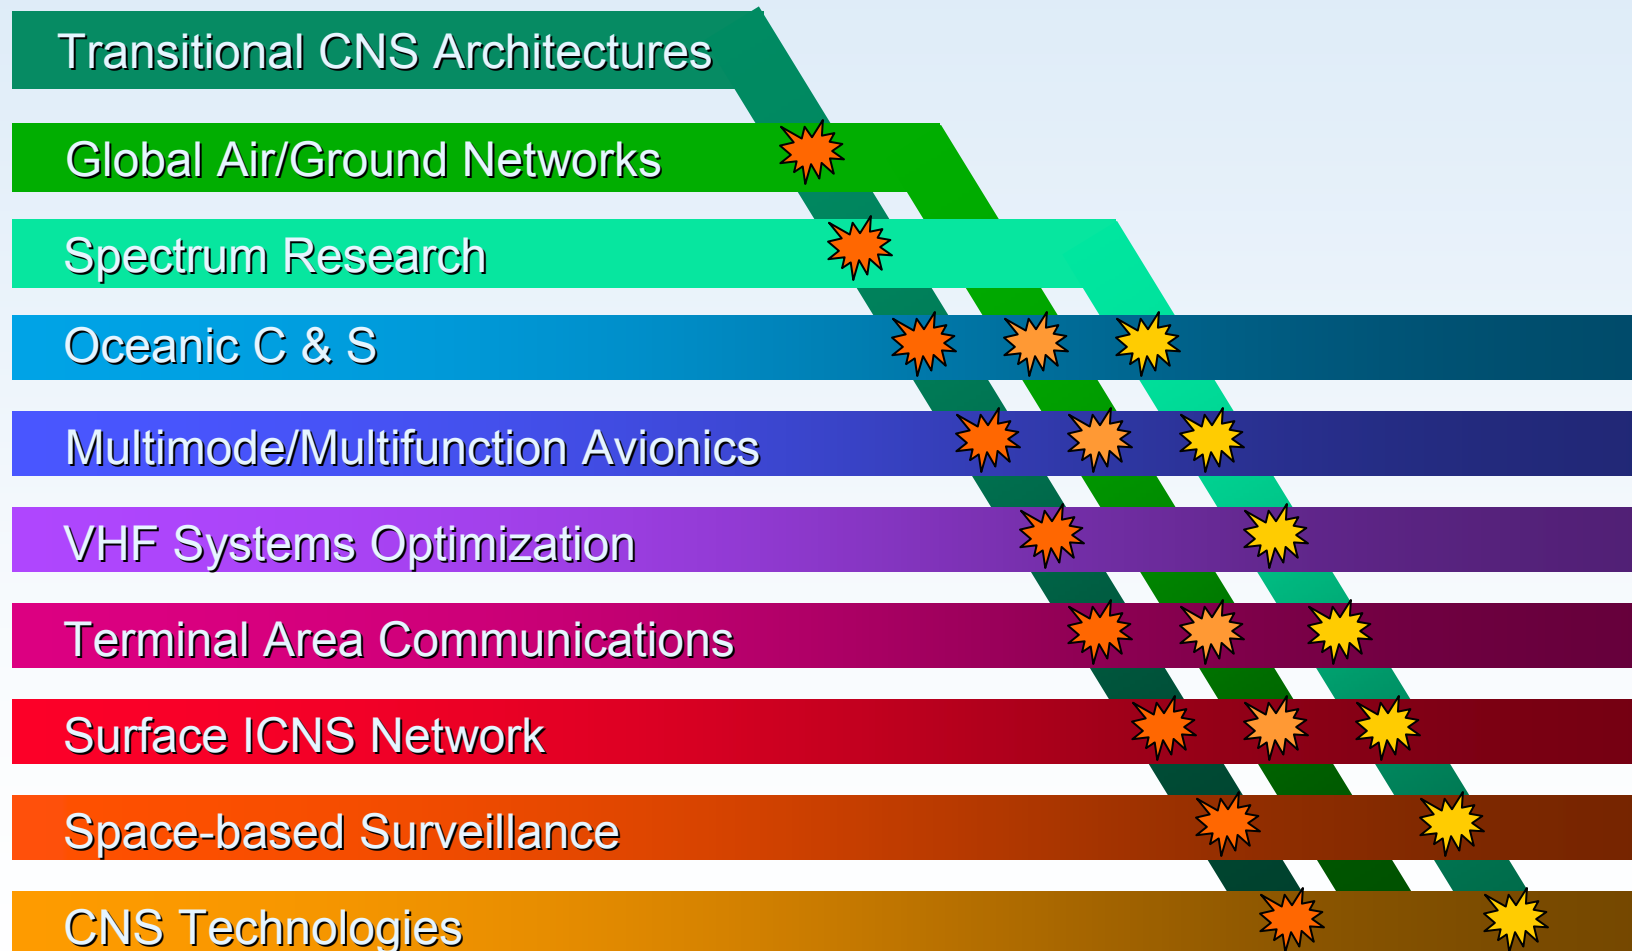 Transitional CNS Architectures
Global Air/Ground Networks
Spectrum Research
Oceanic C & S
Multimode/Multifunction Avionics
VHF Systems Optimization
Terminal Area Communications
Surface ICNS Network
Space-based Surveillance
CNS Technologies